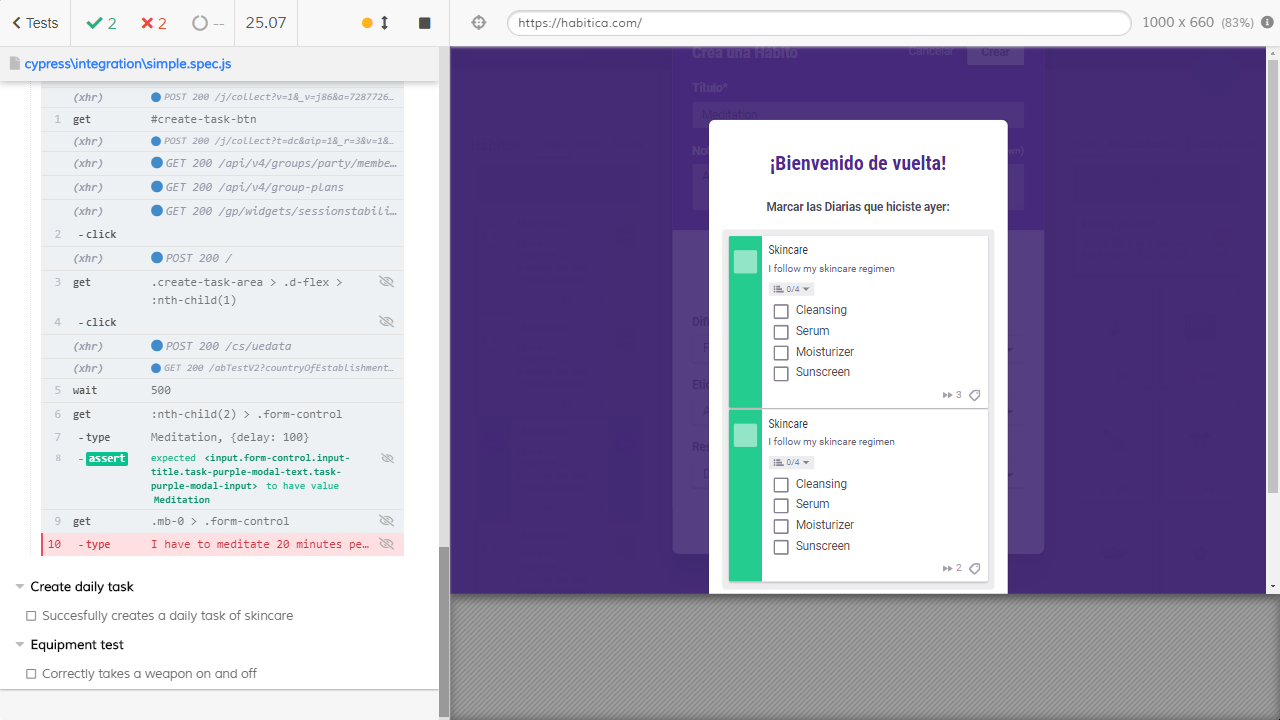 Tests
2
2
--
25.07
https://habitica.com/
1000 x 660 (83%)
cypress\integration\simple.spec.js
(xhr) POST 200 /j/collect?v=1&_v=j86&a=7287726…
1 get #create-task-btn
(xhr) POST 200 /j/collect?t=dc&aip=1&_r=3&v=1&…
(xhr) GET 200 /api/v4/groups/party/membe…
(xhr) GET 200 /api/v4/group-plans
(xhr) GET 200 /gp/widgets/sessionstabili…
2 -click
(xhr) POST 200 /
3 get .create-task-area > .d-flex >
:nth-child(1)
4 -click
(xhr) POST 200 /cs/uedata
(xhr) GET 200 /abTestV2?countryOfEstablishment…
5 wait 500
6 get :nth-child(2) > .form-control
7 -type Meditation, {delay: 100}
8 -assert expected <input.form-control.input-
title.task-purple-modal-text.task-
purple-modal-input> to have value
Meditation
9 get .mb-0 > .form-control
10 -type I have to meditate 20 minutes pe…
Create daily task
Succesfully creates a daily task of skincare
Equipment test
Correctly takes a weapon on and off
Crea una Hábito
Cancelar
Crear
Título*
Meditation
¡Bienvenido de vuelta!
Marcar las Diarias que hiciste ayer:
Skincare
I follow my skincare regimen
0/4
Cleansing
Serum
Moisturizer
Sunscreen
3
Skincare
I follow my skincare regimen
0/4
Cleansing
Serum
Moisturizer
Sunscreen
2